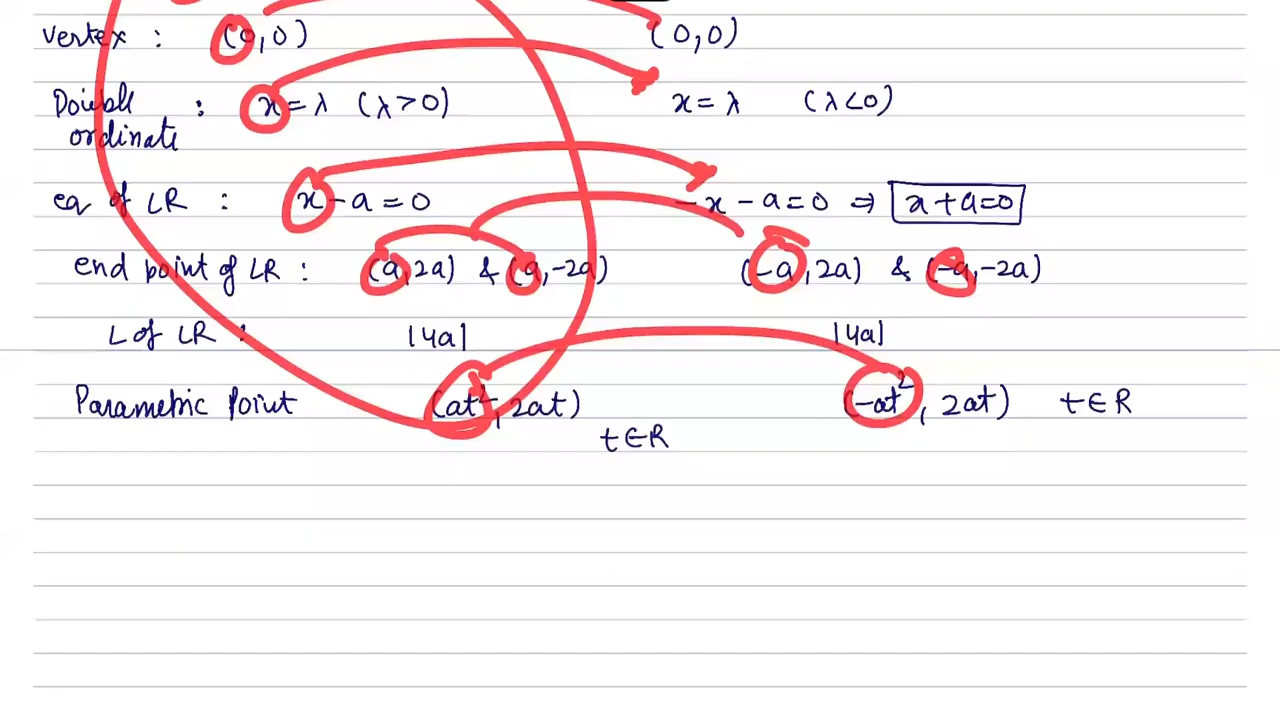 vertex : (0,0) (0,0)
Double : x = λ (λ>0) x = λ (λ<0)
ordinate
eq of LR : x - a = 0 -x - a = 0 ⇒ x + a = 0
end point of LR : (a, 2a) & (a, -2a) (-a, 2a) & (-a, -2a)
L of LR : |4a| |4a|
Parametric Point (at², 2at) (-at², 2at) t∈R
t∈R